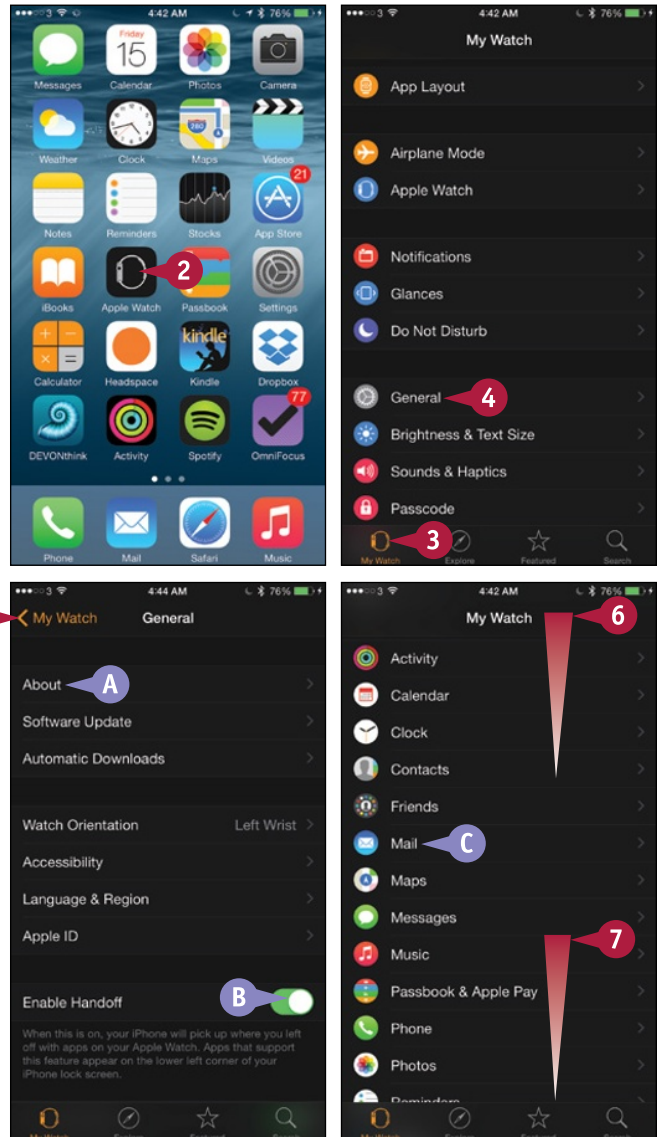 3 4:42 AM 76%
Friday
15
Messages Calendar Photos Camera
280
Weather Clock Maps Videos
21
Notes Reminders Stocks App Store
2
iBooks Apple Watch Passbook Settings
kindle
Calculator Headspace Kindle Dropbox
77
DEVONthink Activity Spotify OmniFocus
Phone Mail Safari Music
3 4:42 AM 76%
My Watch
App Layout
Airplane Mode
Apple Watch
Notifications
Glances
Do Not Disturb
General 4
Brightness & Text Size
Sounds & Haptics
Passcode
3
My Watch Explore Featured Search
3 4:44 AM 76%
My Watch General
About A
Software Update
Automatic Downloads
Watch Orientation Left Wrist
Accessibility
Language & Region
Apple ID
Enable Handoff B
When this is on, your iPhone will pick up where you left
off with apps on your Apple Watch. Apps that support
this feature appear on the lower left corner of your
iPhone lock screen.
3 4:42 AM 76%
My Watch 6
Activity
Calendar
Clock
Contacts
Friends
Mail C
Maps
Messages
7
Music
Passbook & Apple Pay
Phone
Photos
Reminders